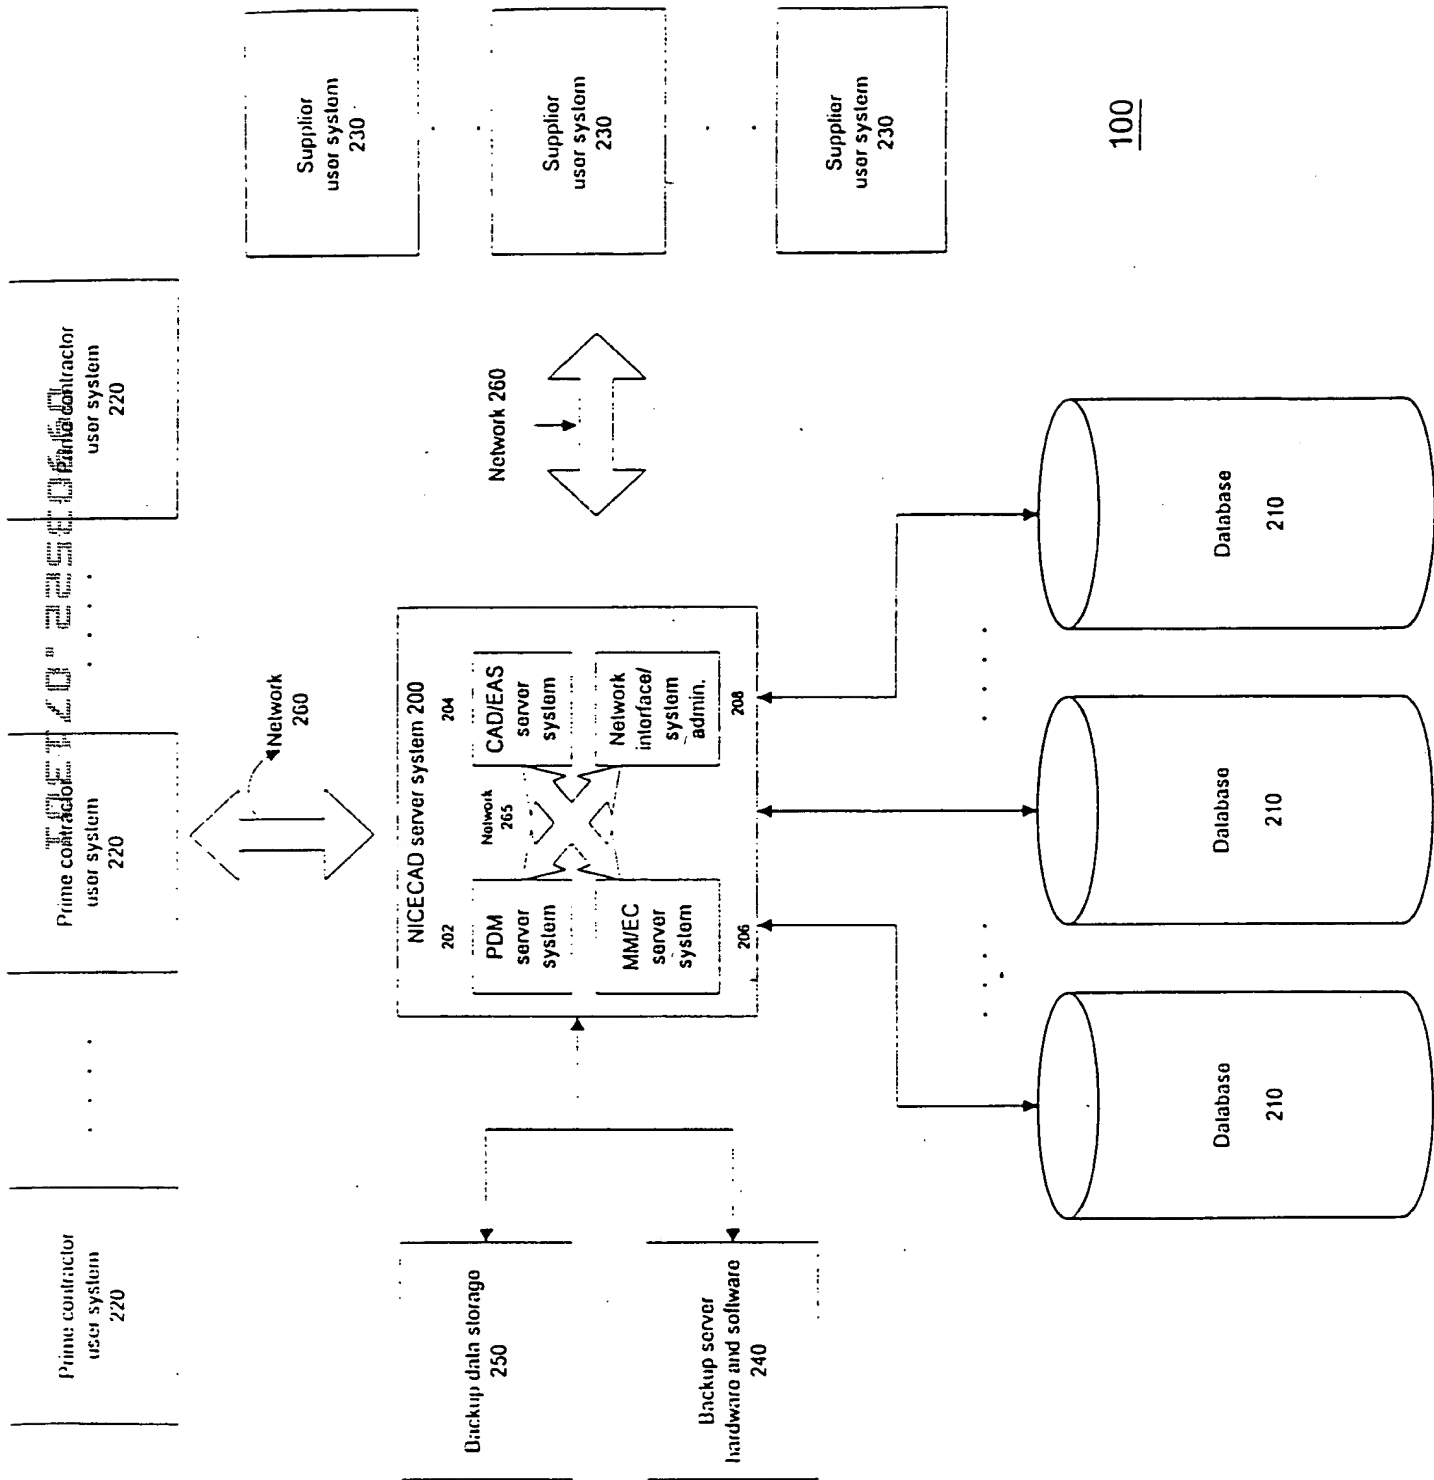 Prime contractor
user system
220
Prime contractor
user system
220
Prime contractor
user system
220
Network
260
Backup data storage
250
Backup server
hardware and software
240
NICECAD server system 200
202
204
PDM
server
system
Network
265
CAD/EAS
server
system
MM/EC
server
system
Network
interface/
system
admin.
206
208
Network 260
Supplier
user system
230
Supplier
user system
230
Supplier
user system
230
Database
210
Database
210
Database
210
100